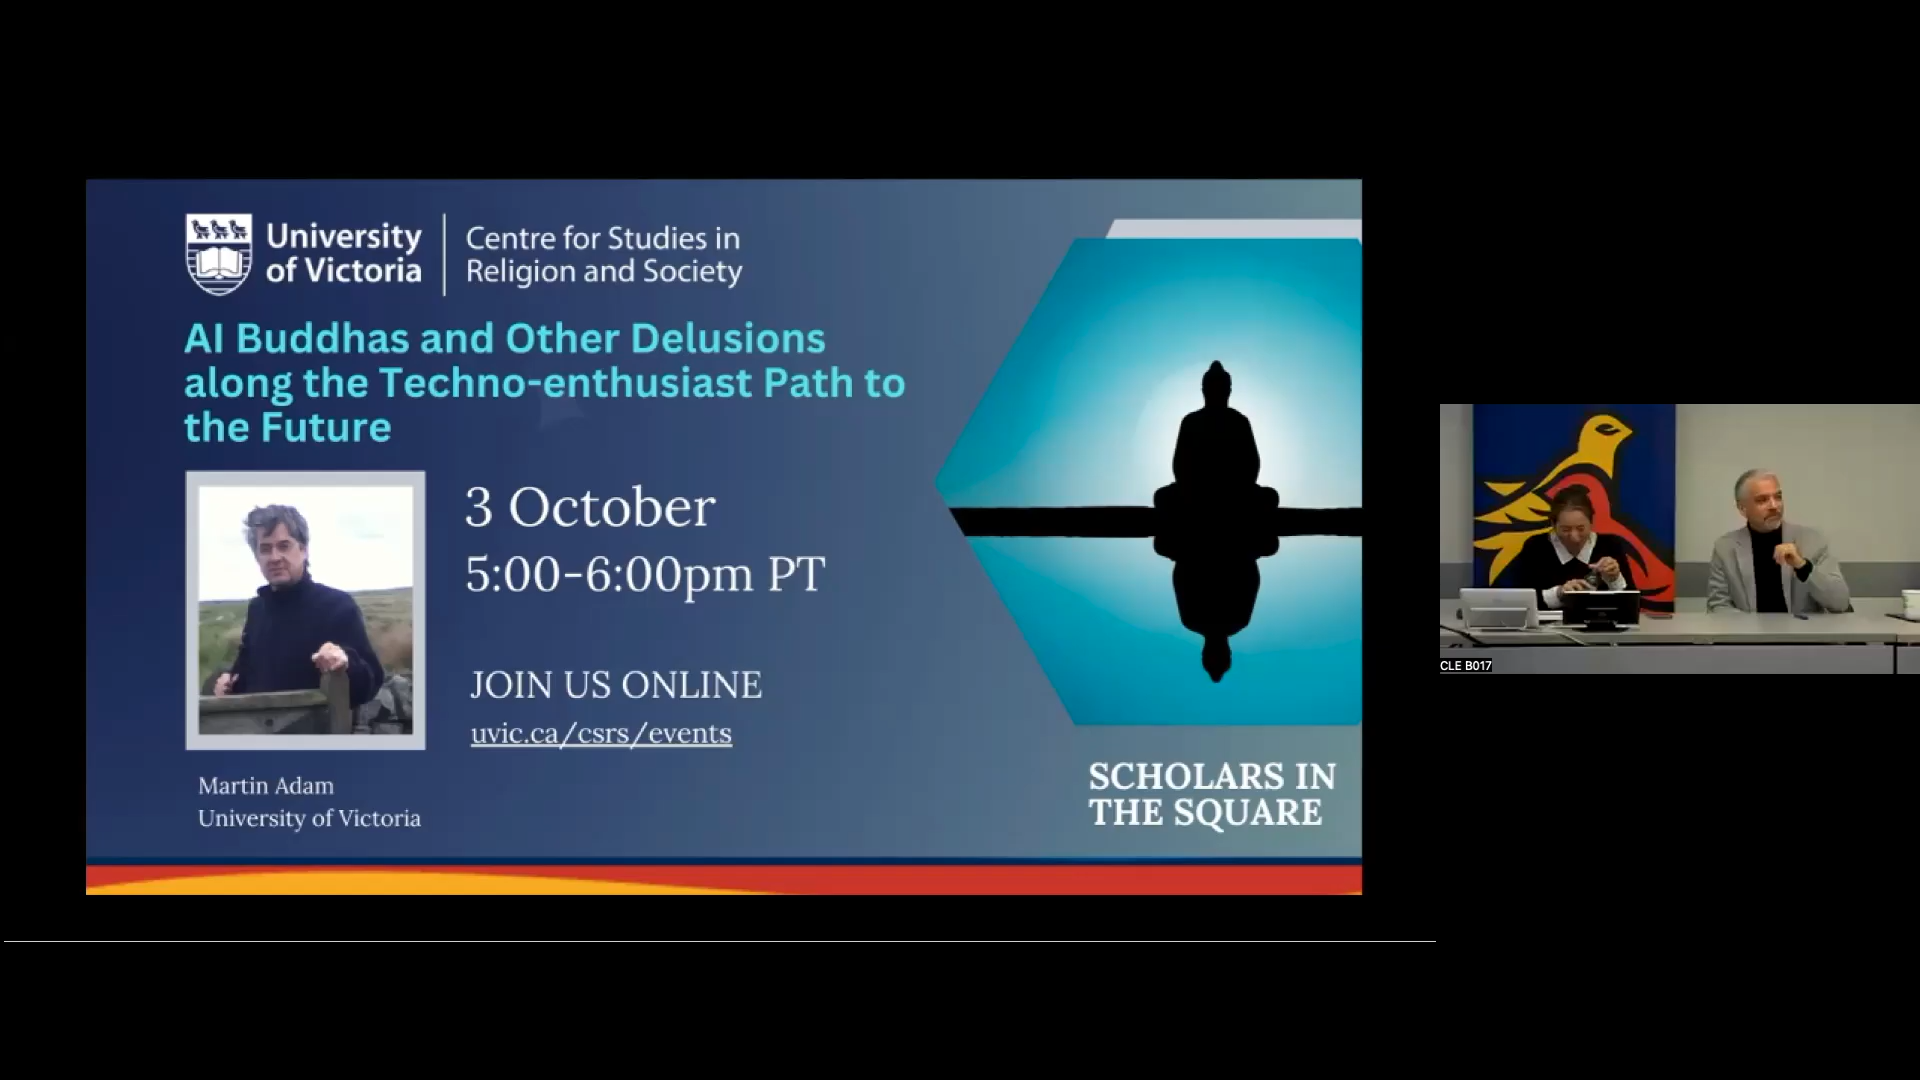 University
of Victoria
Centre for Studies in
Religion and Society
AI Buddhas and Other Delusions
along the Techno-enthusiast Path to
the Future
3 October
5:00-6:00pm PT
JOIN US ONLINE
uvic.ca/csrs/events
Martin Adam
University of Victoria
SCHOLARS IN
THE SQUARE
CLE B017